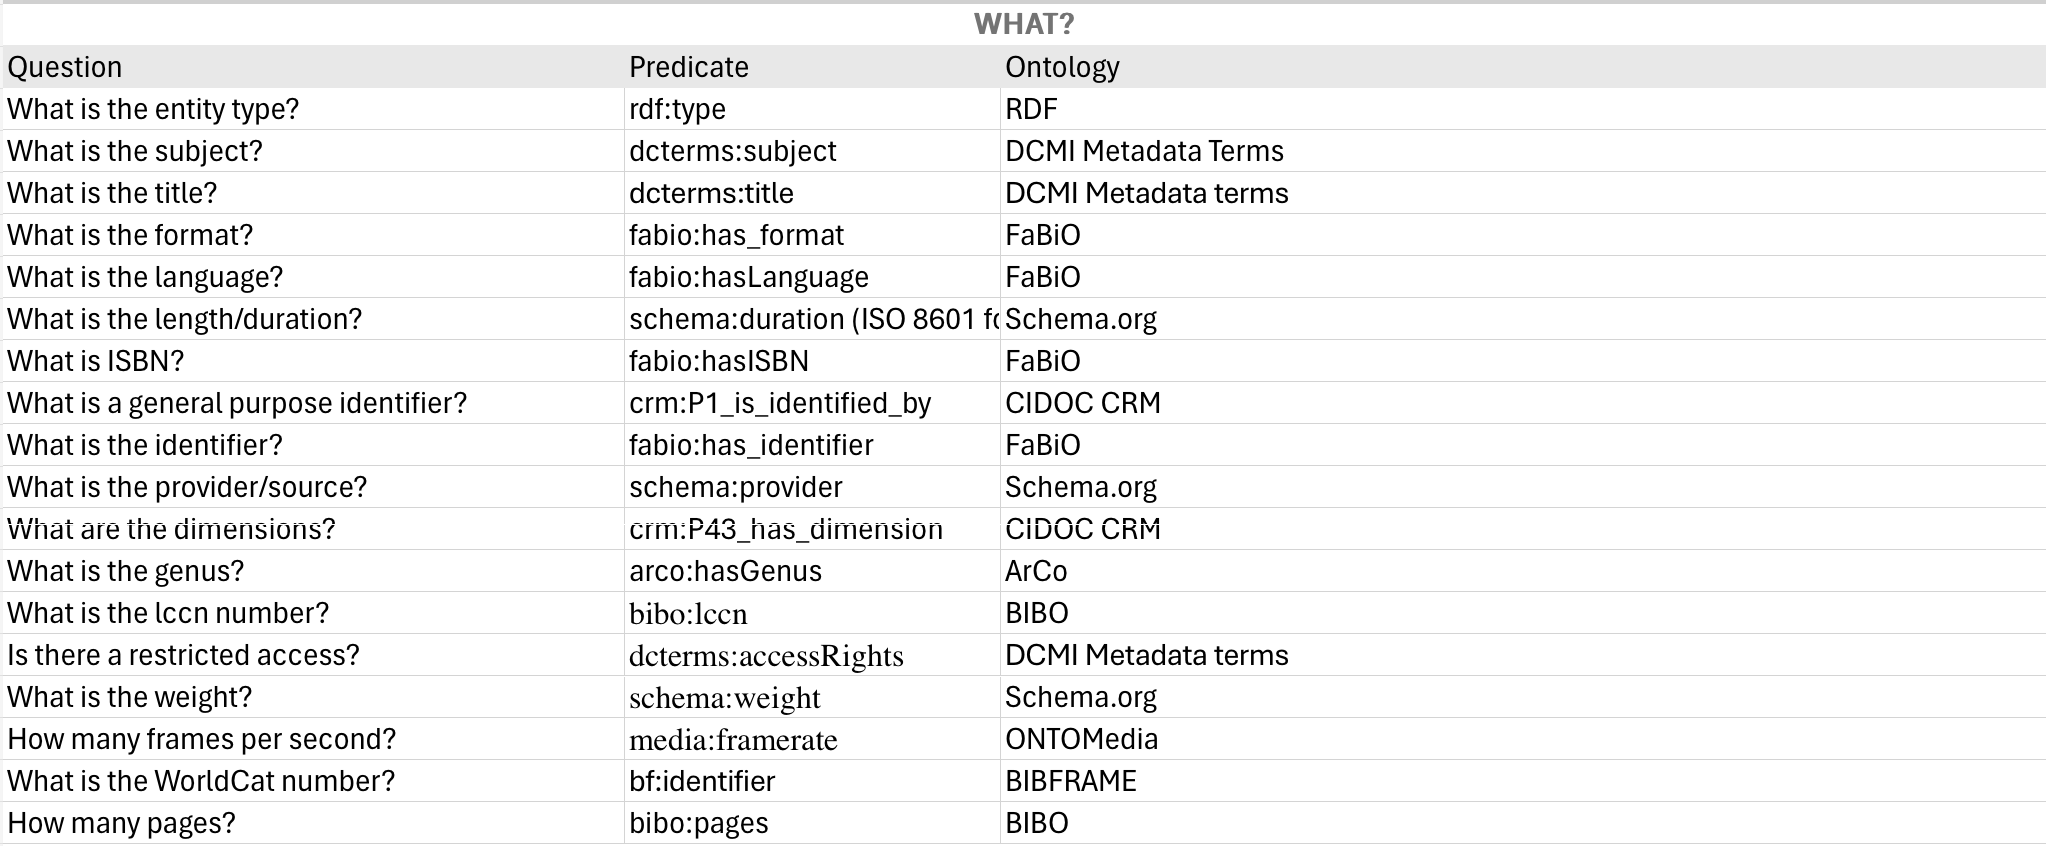 WHAT?
Question Predicate Ontology
What is the entity type? rdf:type RDF
What is the subject? dcterms:subject DCMI Metadata Terms
What is the title? dcterms:title DCMI Metadata terms
What is the format? fabio:has_format FaBiO
What is the language? fabio:hasLanguage FaBiO
What is the length/duration? schema:duration (ISO 8601 Schema.org
What is ISBN? fabio:hasISBN FaBiO
What is a general purpose identifier? crm:P1_is_identified_by CIDOC CRM
What is the identifier? fabio:has_identifier FaBiO
What is the provider/source? schema:provider Schema.org
What are the dimensions? crm:P43_has_dimension CIDOC CRM
What is the genus? arco:hasGenus ArCo
What is the lccn number? bibo:lccn BIBO
Is there a restricted access? dcterms:accessRights DCMI Metadata terms
What is the weight? schema:weight Schema.org
How many frames per second? media:framerate ONTOMedia
What is the WorldCat number? bf:identifier BIBFRAME
How many pages? bibo:pages BIBO